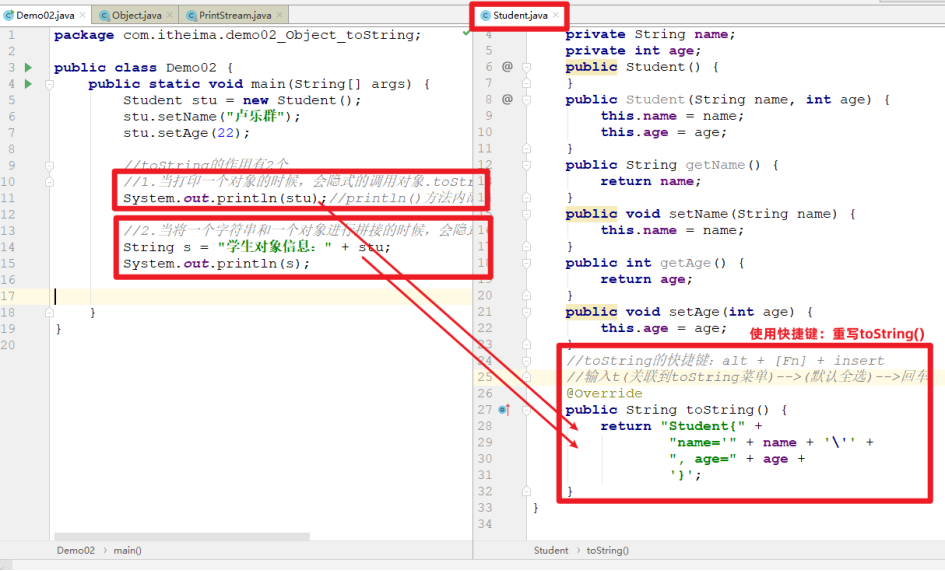 Demo02.java
Object.java
PrintStream.java
Student.java
1 package com.itheima.demo02_Object_toString;
2
3 public class Demo02 {
4 public static void main(String[] args) {
5 Student stu = new Student();
6 stu.setName("卢乐群");
7 stu.setAge(22);
8
9 //toString的作用有2个
10 //1.当打印一个对象的时候，会隐式的调用对象.toStr
11 System.out.println(stu);//println()方法内
12
13 //2.当将一个字符串和一个对象进行拼接的时候，会隐
14 String s = "学生对象信息：" + stu;
15 System.out.println(s);
16
17
18 }
19 }
20
4 private String name;
5 private int age;
6 public Student() {
7 }
8 public Student(String name, int age) {
9 this.name = name;
10 this.age = age;
11 }
12 public String getName() {
return name;
}
public void setName(String name) {
this.name = name;
}
18 public int getAge() {
19 return age;
20 }
21 public void setAge(int age) {
22 this.age = age;
使用快捷键：重写toString()
23 }
24 //toString的快捷键：alt + [Fn] + insert
25 //输入t(关联到toString菜单)-->(默认全选)-->回车
26 @Override
27 public String toString() {
28 return "Student{" +
29 "name='" + name + '\'' +
30 ", age=" + age +
31 '}';
32 }
33 }
34
Demo02 › main()
Student › toString()